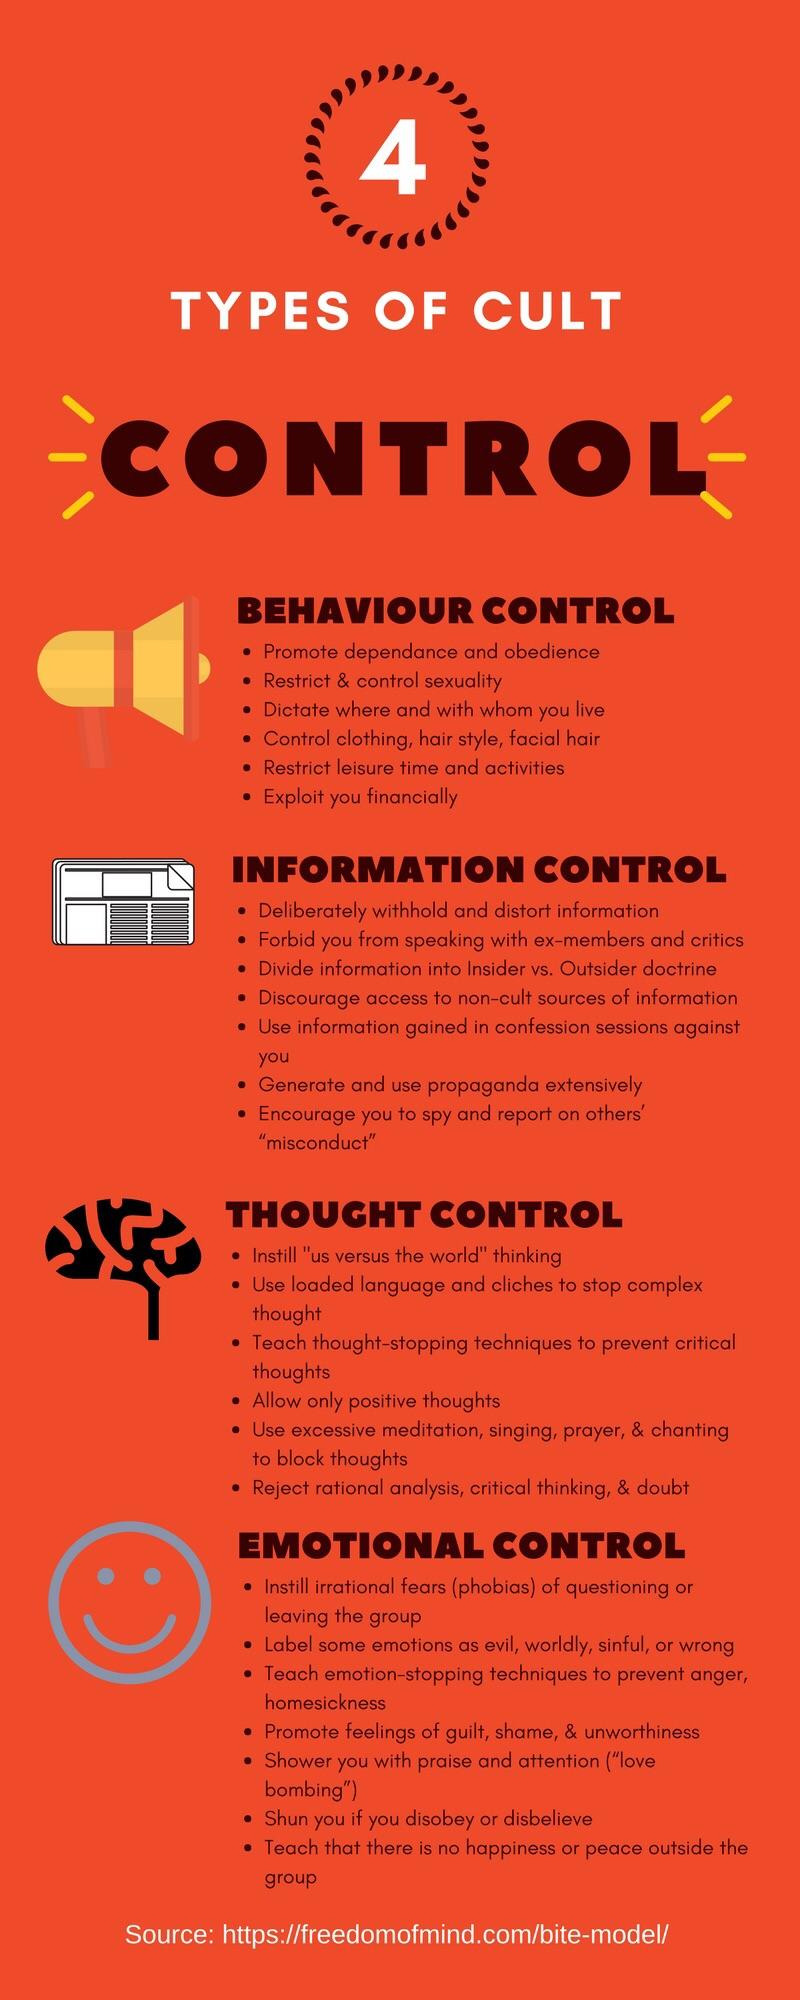 4
TYPES OF CULT
CONTROL
BEHAVIOUR CONTROL
• Promote dependance and obedience
• Restrict & control sexuality
• Dictate where and with whom you live
• Control clothing, hair style, facial hair
• Restrict leisure time and activities
• Exploit you financially
INFORMATION CONTROL
• Deliberately withhold and distort information
• Forbid you from speaking with ex-members and critics
• Divide information into Insider vs. Outsider doctrine
• Discourage access to non-cult sources of information
• Use information gained in confession sessions against
you
• Generate and use propaganda extensively
• Encourage you to spy and report on others’
“misconduct”
THOUGHT CONTROL
• Instill "us versus the world" thinking
• Use loaded language and cliches to stop complex
thought
• Teach thought-stopping techniques to prevent critical
thoughts
• Allow only positive thoughts
• Use excessive meditation, singing, prayer, & chanting
to block thoughts
• Reject rational analysis, critical thinking, & doubt
EMOTIONAL CONTROL
• Instill irrational fears (phobias) of questioning or
leaving the group
• Label some emotions as evil, worldly, sinful, or wrong
• Teach emotion-stopping techniques to prevent anger,
homesickness
• Promote feelings of guilt, shame, & unworthiness
• Shower you with praise and attention (“love
bombing”)
• Shun you if you disobey or disbelieve
• Teach that there is no happiness or peace outside the
group
Source: https://freedomofmind.com/bite-model/